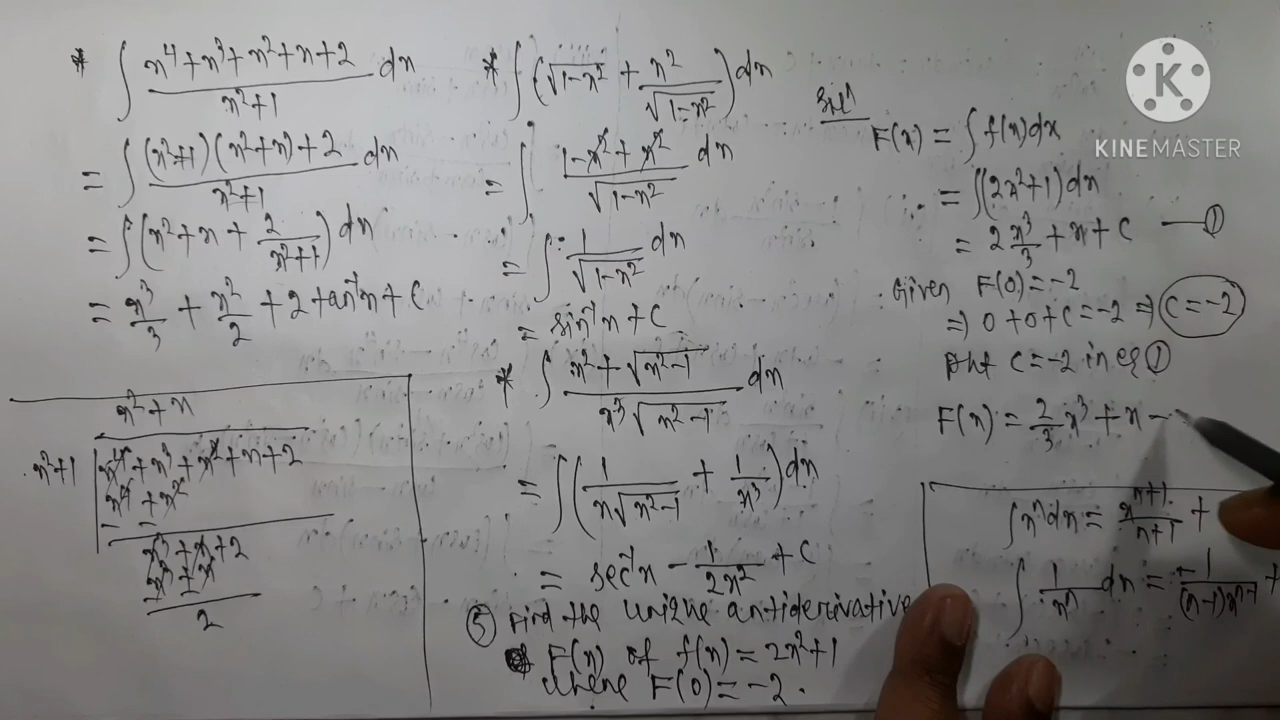 * ∫ (x⁴+x³+x²+x+2)/(x²+1) dx
= ∫ ((x²+1)(x²+x)+2)/(x²+1) dx
= ∫ (x²+x+ 2/(x²+1)) dx
= x³/3 + x²/2 + 2 tan⁻¹x + C
x²+x
x²+1 | x⁴+x³+x²+x+2
x⁴ +x²
- -
x³+x+2
x³+x
- -
2
* ∫ (√(1-x²) + x²/√(1-x²)) dx
= ∫ (1-x²+x²)/√(1-x²) dx
= ∫ 1/√(1-x²) dx
= sin⁻¹x + C
* ∫ (x²+√(x²-1))/(x³√(x²-1)) dx
= ∫ (1/(x√(x²-1)) + 1/x³) dx
= sec⁻¹x - 1/(2x²) + C
⑤ Find the unique antiderivative
F(x) of f(x) = 2x²+1
where F(0) = -2.
Solⁿ
F(x) = ∫ f(x)dx
= ∫(2x²+1)dx
= 2 x³/3 + x + C —①
Given F(0) = -2
⇒ 0+0+C = -2 ⇒ C = -2
Put C = -2 in eq ①
F(x) = 2/3 x³ + x -
∫xⁿdx = xⁿ⁺¹/(n+1) +
∫ 1/xⁿ dx = -1/((n-1)xⁿ⁻¹) +
K
KINEMASTER